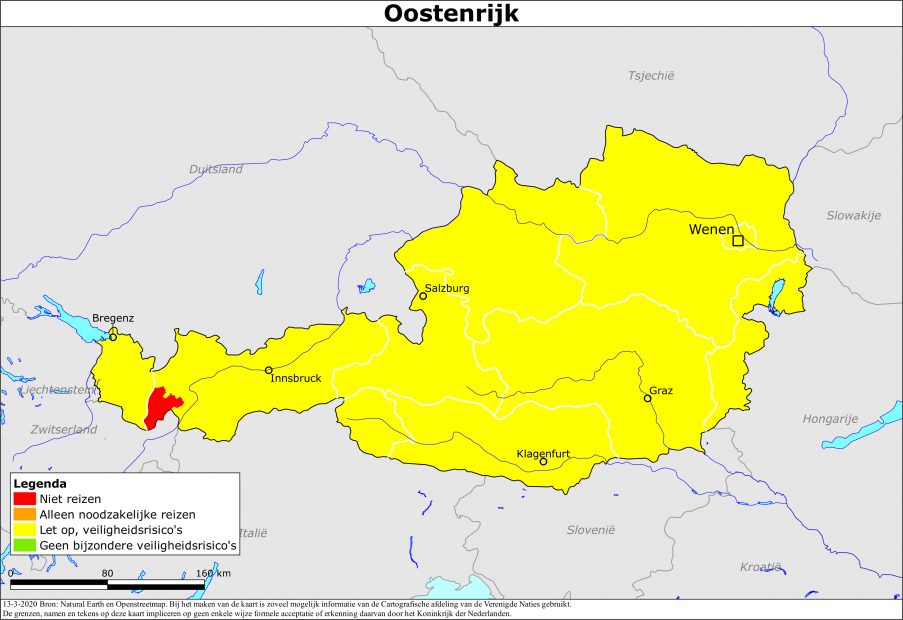 Oostenrijk
Tsjechië
Duitsland
Slowakije
Wenen
Salzburg
Bregenz
Innsbruck
Liechtenstein
Graz
Zwitserland
Hongarije
Klagenfurt
Legenda
Niet reizen
Alleen noodzakelijke reizen
Let op, veiligheidsrisico's
Geen bijzondere veiligheidsrisico's
Italië
Slovenië
Kroatië
0 80 160 km
13-3-2020 Bron: Natural Earth en Openstreetmap. Bij het maken van de kaart is zoveel mogelijk informatie van de Cartografische afdeling van de Verenigde Naties gebruikt.
De grenzen, namen en tekens op deze kaart impliceren op geen enkele wijze formele acceptatie of erkenning daarvan door het Koninkrijk der Nederlanden.